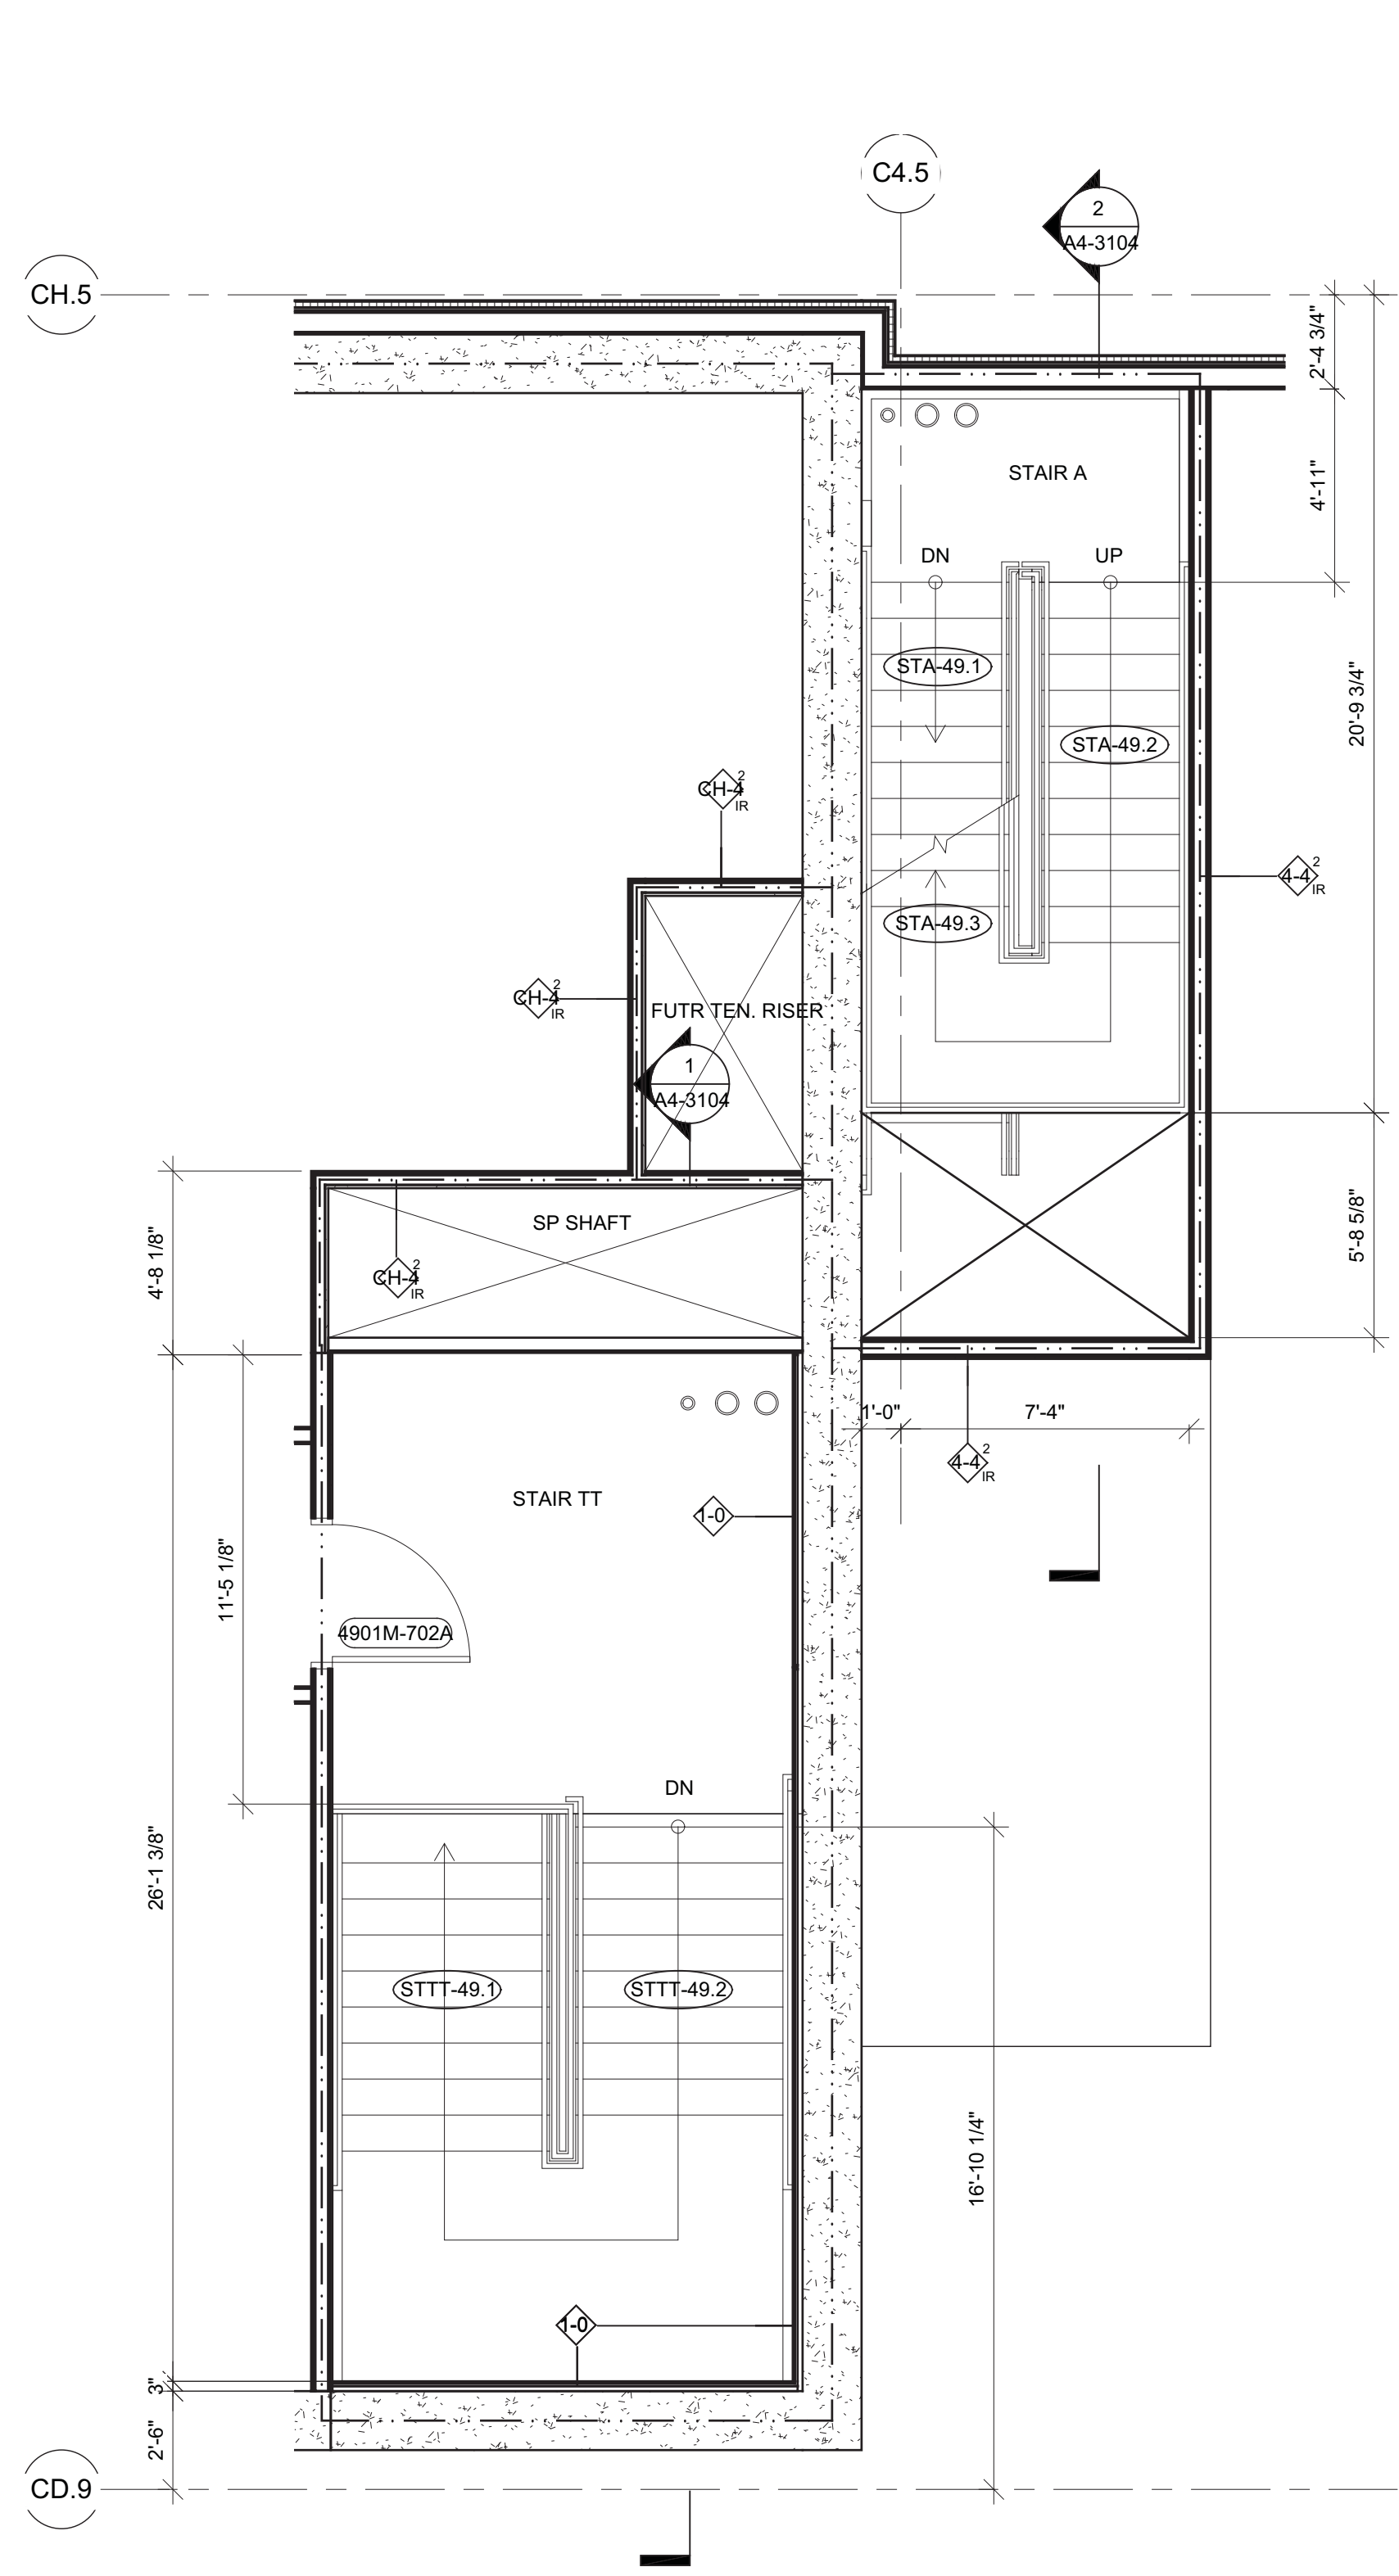 C4.5
2
A4-3104
CH.5
2'-4 3/4"
STAIR A
4'-11"
DN
UP
STA-49.1
20'-9 3/4"
STA-49.2
CH-4
2
IR
4-4
2
IR
STA-49.3
CH-4
2
IR
FUTR TEN. RISER
1
A4-3104
SP SHAFT
4'-8 1/8"
5'-8 5/8"
CH-4
2
IR
1'-0"
7'-4"
4-4
2
IR
STAIR TT
1-0
11'-5 1/8"
4901M-702A
DN
26'-1 3/8"
STTT-49.1
STTT-49.2
16'-10 1/4"
1-0
3"
2'-6"
CD.9